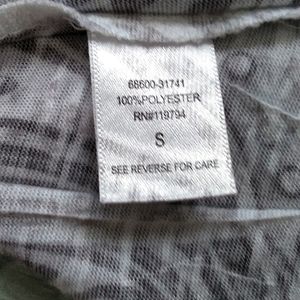 68600-31741
100%POLYESTER
RN#119794
S
SEE REVERSE FOR CARE